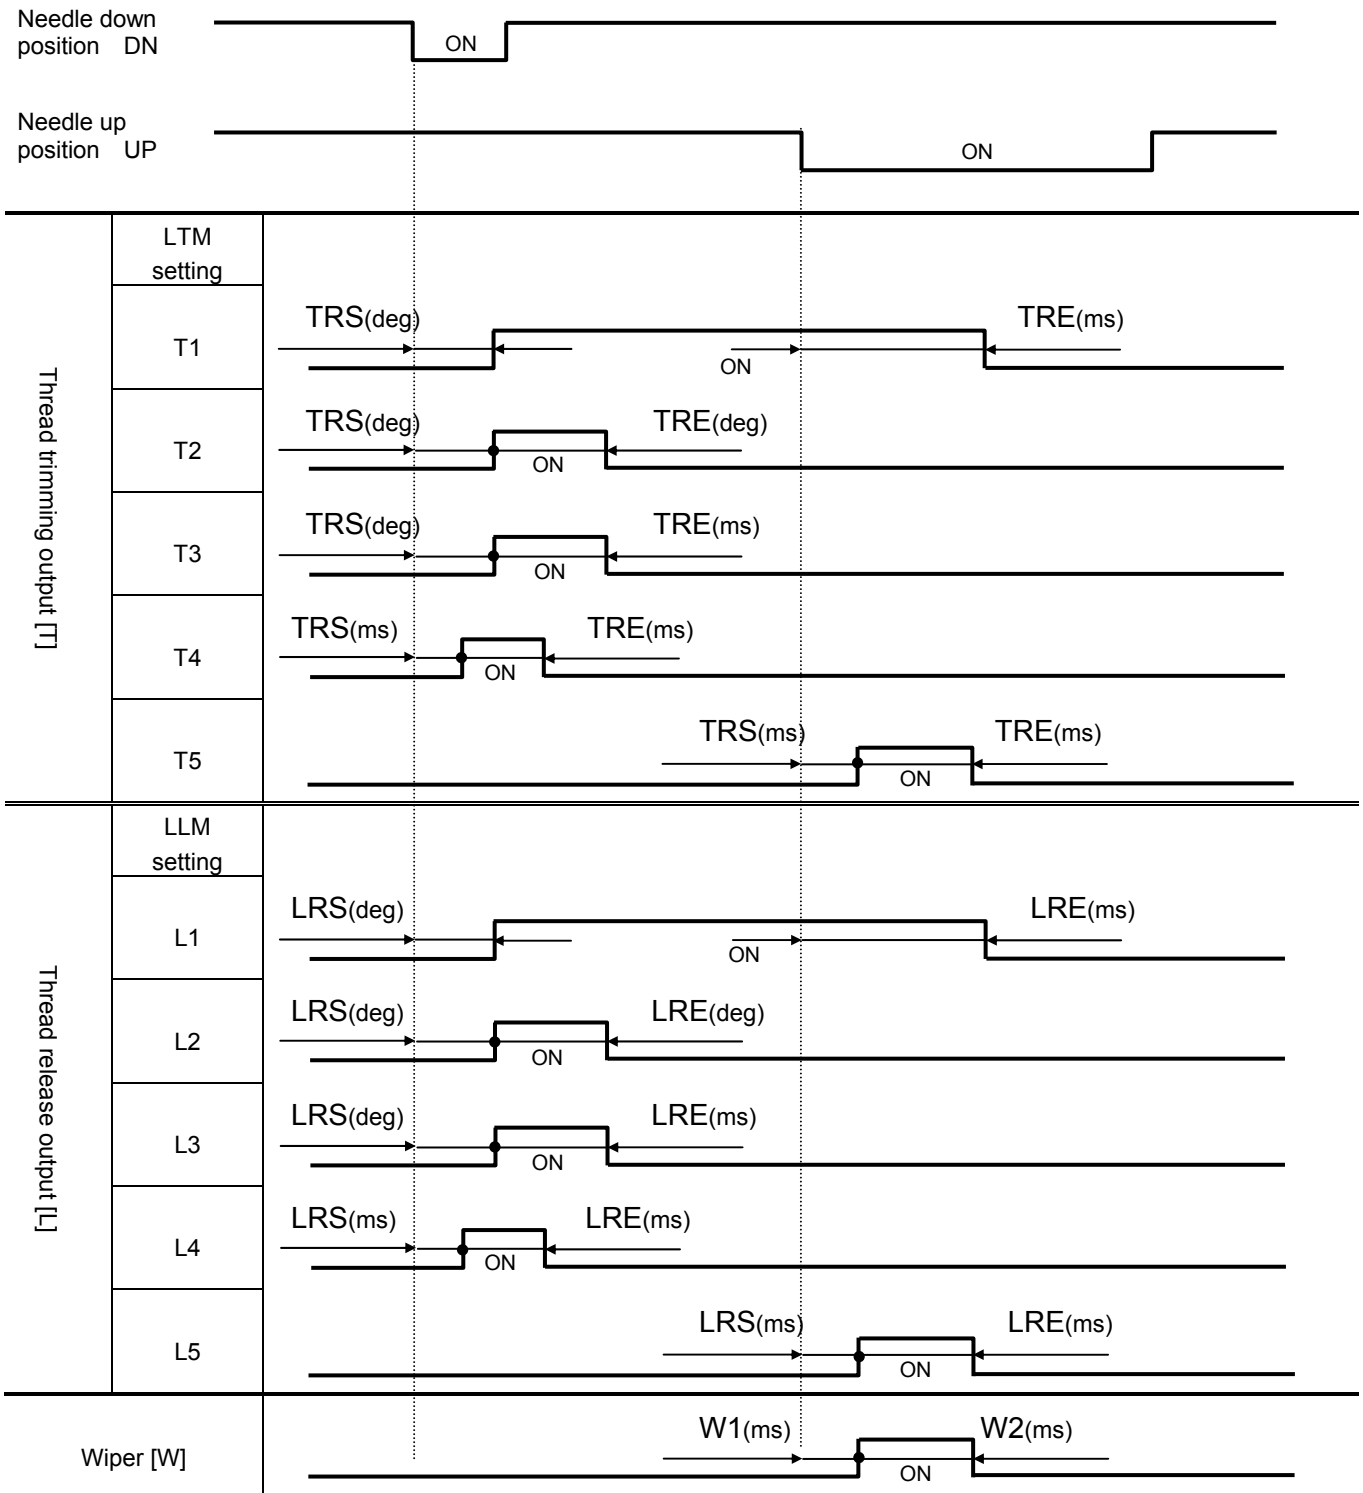 Needle down
position DN
ON
Needle up
position UP
ON
Thread trimming output [T]
LTM
setting
T1
TRS(deg)
ON
TRE(ms)
T2
TRS(deg)
ON
TRE(deg)
T3
TRS(deg)
ON
TRE(ms)
T4
TRS(ms)
ON
TRE(ms)
T5
TRS(ms)
ON
TRE(ms)
Thread release output [L]
LLM
setting
L1
LRS(deg)
ON
LRE(ms)
L2
LRS(deg)
ON
LRE(deg)
L3
LRS(deg)
ON
LRE(ms)
L4
LRS(ms)
ON
LRE(ms)
L5
LRS(ms)
ON
LRE(ms)
Wiper [W]
W1(ms)
ON
W2(ms)